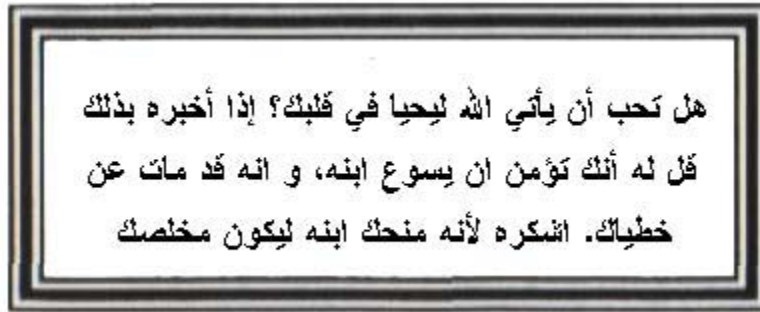 هل تحب أن يأتي الله ليحيا في قلبك؟ إذا أخبره بذلك
قل له أنك تؤمن ان يسوع ابنه، و انه قد مات عن
خطياك. اشكره لأنه منحك ابنه ليكون مخلصك